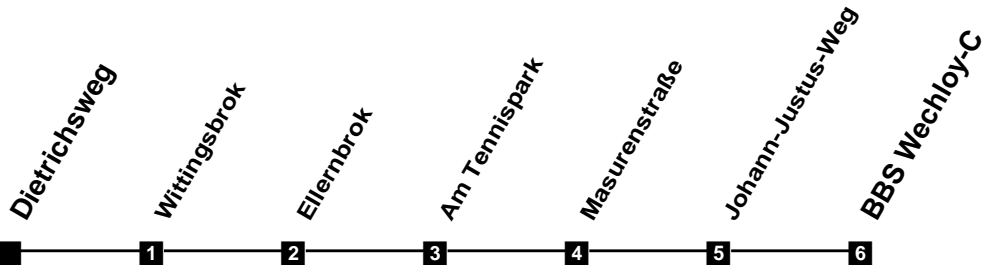 Dietrichsweg
Wittingsbrok
Ellernbrok
Am Tennispark
Masurenstraße
Johann-Justus-Weg
BBS Wechloy-C
1
2
3
4
5
6